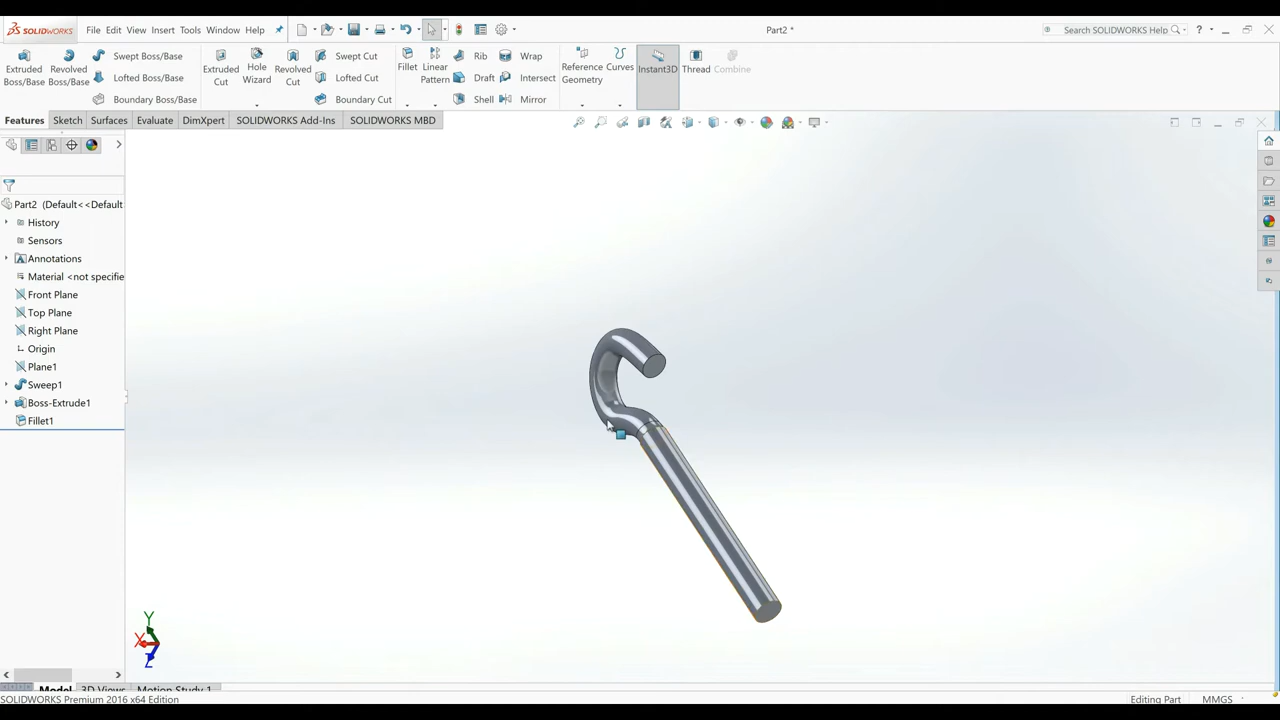 SOLIDWORKS File Edit View Insert Tools Window Help Part2 * Search SOLIDWORKS Help
Extruded Boss/Base
Revolved Boss/Base
Swept Boss/Base
Lofted Boss/Base
Boundary Boss/Base
Extruded Cut
Hole Wizard
Revolved Cut
Swept Cut
Lofted Cut
Boundary Cut
Fillet
Linear Pattern
Rib
Draft
Shell
Wrap
Intersect
Mirror
Reference Geometry
Curves
Instant3D
Thread
Combine
Features Sketch Surfaces Evaluate DimXpert SOLIDWORKS Add-Ins SOLIDWORKS MBD
Part2 (Default<<Default
History
Sensors
Annotations
Material <not specifie
Front Plane
Top Plane
Right Plane
Origin
Plane1
Sweep1
Boss-Extrude1
Fillet1
Y
X
Z
Model 3D Views Motion Study 1
SOLIDWORKS Premium 2016 x64 Edition Editing Part MMGS